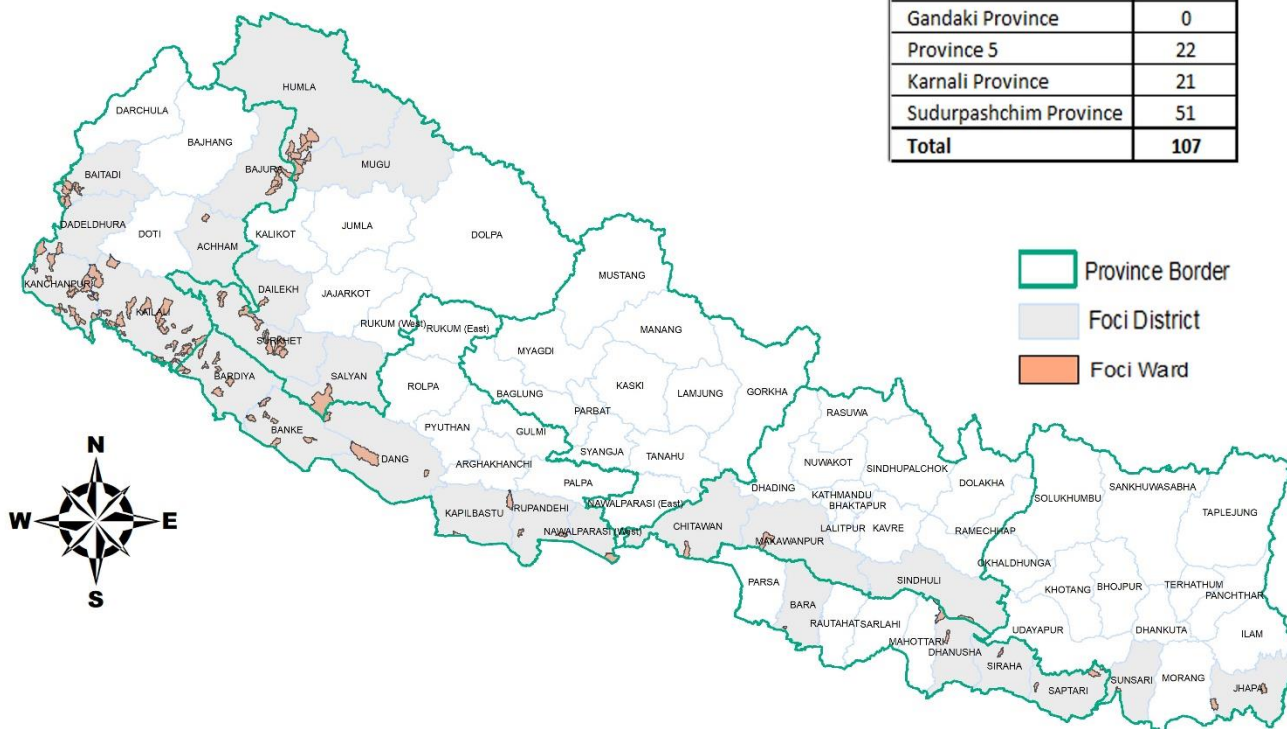 Gandaki Province 0
Province 5 22
Karnali Province 21
Sudurpashchim Province 51
Total 107
HUMLA
DARCHULA
BAJHANG
MUGU
BAITADI
BAJURA
DADELDHURA
DOTI
ACHHAM
KALIKOT
JUMLA
DOLPA
KANCHANPUR
KAILALI
DAILEKH
JAJARKOT
MUSTANG
Province Border
Foci District
Foci Ward
RUKUM (West)
RUKUM (East)
MANANG
SURKHET
MYAGDI
BARDIYA
SALYAN
ROLPA
BAGLUNG
KASKI
LAMJUNG
GORKHA
PARBAT
RASUWA
BANKE
PYUTHAN
GULMI
SYANGJA
TANAHU
NUWAKOT
SINDHUPALCHOK
DANG
ARGHAKHANCHI
PALPA
DHADING
DOLAKHA
SOLUKHUMBU
SANKHUWASABHA
TAPLEJUNG
N
W E
S
KAPILBASTU
RUPANDEHI
NAWALPARASI (East)
NAWALPARASI (West)
CHITAWAN
KATHMANDU
BHAKTAPUR
LALITPUR
KAVRE
MAKAWANPUR
RAMECHHAP
OKHALDHUNGA
KHOTANG
BHOJPUR
TERHATHUM
PANCHTHAR
PARSA
BARA
RAUTAHAT
SARLAHI
SINDHULI
MAHOTTARI
DHANUSHA
SIRAHA
UDAYAPUR
DHANKUTA
ILAM
SAPTARI
SUNSARI
MORANG
JHAPA